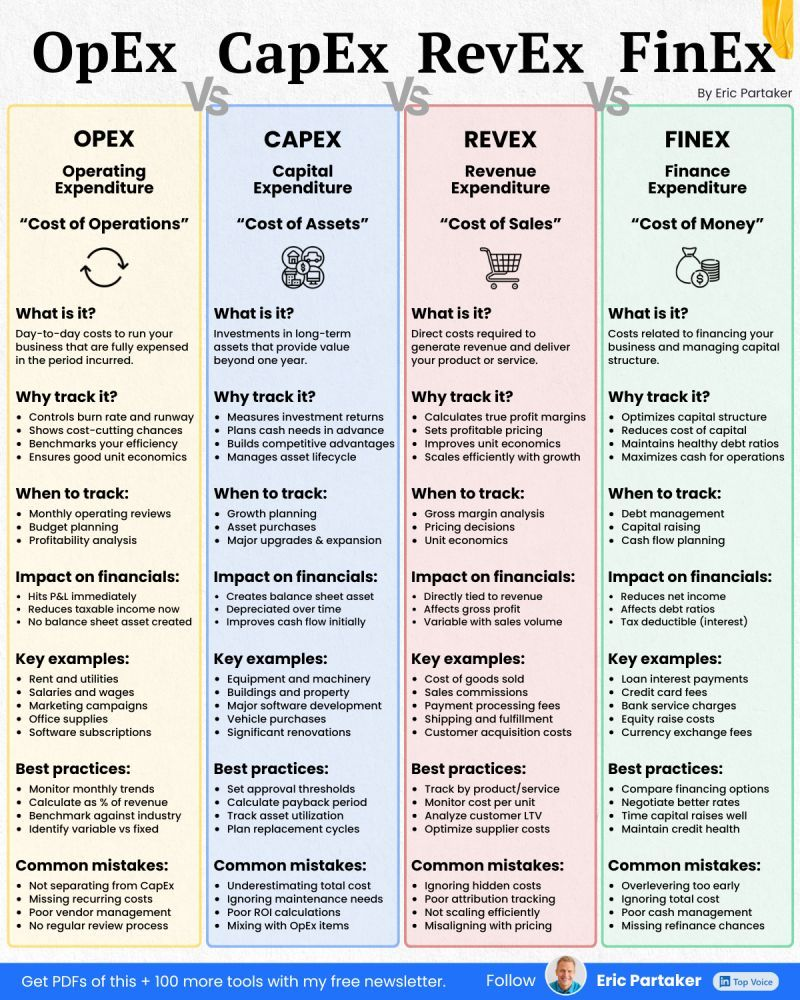 OpEx VS CapEx VS RevEx VS FinEx
By Eric Partaker
OPEX
Operating
Expenditure
“Cost of Operations”
What is it?
Day-to-day costs to run your
business that are fully expensed
in the period incurred.
Why track it?
• Controls burn rate and runway
• Shows cost-cutting chances
• Benchmarks your efficiency
• Ensures good unit economics
When to track:
• Monthly operating reviews
• Budget planning
• Profitability analysis
Impact on financials:
• Hits P&L immediately
• Reduces taxable income now
• No balance sheet asset created
Key examples:
• Rent and utilities
• Salaries and wages
• Marketing campaigns
• Office supplies
• Software subscriptions
Best practices:
• Monitor monthly trends
• Calculate as % of revenue
• Benchmark against industry
• Identify variable vs fixed
Common mistakes:
• Not separating from CapEx
• Missing recurring costs
• Poor vendor management
• No regular review process
CAPEX
Capital
Expenditure
“Cost of Assets”
What is it?
Investments in long-term
assets that provide value
beyond one year.
Why track it?
• Measures investment returns
• Plans cash needs in advance
• Builds competitive advantages
• Manages asset lifecycle
When to track:
• Growth planning
• Asset purchases
• Major upgrades & expansion
Impact on financials:
• Creates balance sheet asset
• Depreciated over time
• Improves cash flow initially
Key examples:
• Equipment and machinery
• Buildings and property
• Major software development
• Vehicle purchases
• Significant renovations
Best practices:
• Set approval thresholds
• Calculate payback period
• Track asset utilization
• Plan replacement cycles
Common mistakes:
• Underestimating total cost
• Ignoring maintenance needs
• Poor ROI calculations
• Mixing with OpEx items
REVEX
Revenue
Expenditure
“Cost of Sales”
What is it?
Direct costs required to
generate revenue and deliver
your product or service.
Why track it?
• Calculates true profit margins
• Sets profitable pricing
• Improves unit economics
• Scales efficiently with growth
When to track:
• Gross margin analysis
• Pricing decisions
• Unit economics
Impact on financials:
• Directly tied to revenue
• Affects gross profit
• Variable with sales volume
Key examples:
• Cost of goods sold
• Sales commissions
• Payment processing fees
• Shipping and fulfillment
• Customer acquisition costs
Best practices:
• Track by product/service
• Monitor cost per unit
• Analyze customer LTV
• Optimize supplier costs
Common mistakes:
• Ignoring hidden costs
• Poor attribution tracking
• Not scaling efficiently
• Misaligning with pricing
FINEX
Finance
Expenditure
“Cost of Money”
What is it?
Costs related to financing your
business and managing capital
structure.
Why track it?
• Optimizes capital structure
• Reduces cost of capital
• Maintains healthy debt ratios
• Maximizes cash for operations
When to track:
• Debt management
• Capital raising
• Cash flow planning
Impact on financials:
• Reduces net income
• Affects debt ratios
• Tax deductible (interest)
Key examples:
• Loan interest payments
• Credit card fees
• Bank service charges
• Equity raise costs
• Currency exchange fees
Best practices:
• Compare financing options
• Negotiate better rates
• Time capital raises well
• Maintain credit health
Common mistakes:
• Overlevering too early
• Ignoring total cost
• Poor cash management
• Missing refinance chances
Get PDFs of this + 100 more tools with my free newsletter. Follow Eric Partaker in Top Voice